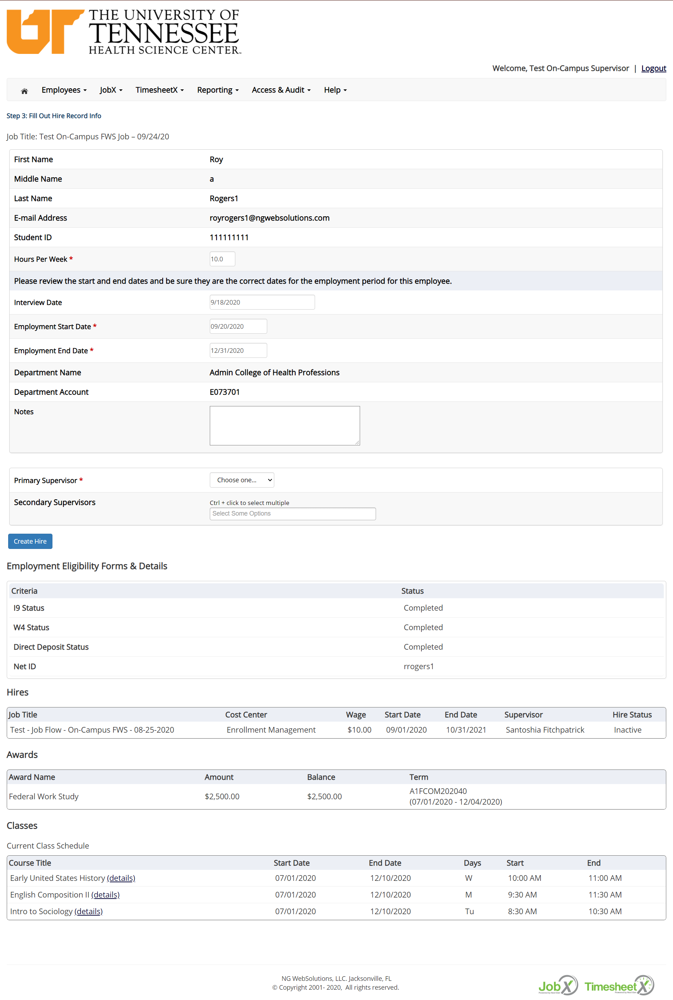 THE UNIVERSITY OF
TENNESSEE
HEALTH SCIENCE CENTER™
Welcome, Test On-Campus Supervisor | Logout
Employees JobX TimesheetX Reporting Access & Audit Help
Step 3: Fill Out Hire Record Info
Job Title: Test On-Campus FWS Job – 09/24/20
First Name Roy
Middle Name a
Last Name Rogers1
E-mail Address royrogers1@ngwebsolutions.com
Student ID 111111111
Hours Per Week * 10.0
Please review the start and end dates and be sure they are the correct dates for the employment period for this employee.
Interview Date 9/18/2020
Employment Start Date * 09/20/2020
Employment End Date * 12/31/2020
Department Name Admin College of Health Professions
Department Account E073701
Notes
Primary Supervisor * Choose one...
Secondary Supervisors Ctrl + click to select multiple
Select Some Options
Create Hire
Employment Eligibility Forms & Details
Criteria Status
I9 Status Completed
W4 Status Completed
Direct Deposit Status Completed
Net ID rrogers1
Hires
Job Title Cost Center Wage Start Date End Date Supervisor Hire Status
Test - Job Flow - On-Campus FWS - 08-25-2020 Enrollment Management $10.00 09/01/2020 10/31/2021 Santoshia Fitchpatrick Inactive
Awards
Award Name Amount Balance Term
Federal Work Study $2,500.00 $2,500.00 A1FCOM202040
(07/01/2020 - 12/04/2020)
Classes
Current Class Schedule
Course Title Start Date End Date Days Start End
Early United States History (details) 07/01/2020 12/10/2020 W 10:00 AM 11:00 AM
English Composition II (details) 07/01/2020 12/10/2020 M 9:30 AM 11:30 AM
Intro to Sociology (details) 07/01/2020 12/10/2020 Tu 8:30 AM 10:30 AM
NG WebSolutions, LLC. Jacksonville, FL
© Copyright 2001- 2020, All rights reserved.
JobX TimesheetX
Powered by Next Gen Powered by Next Gen